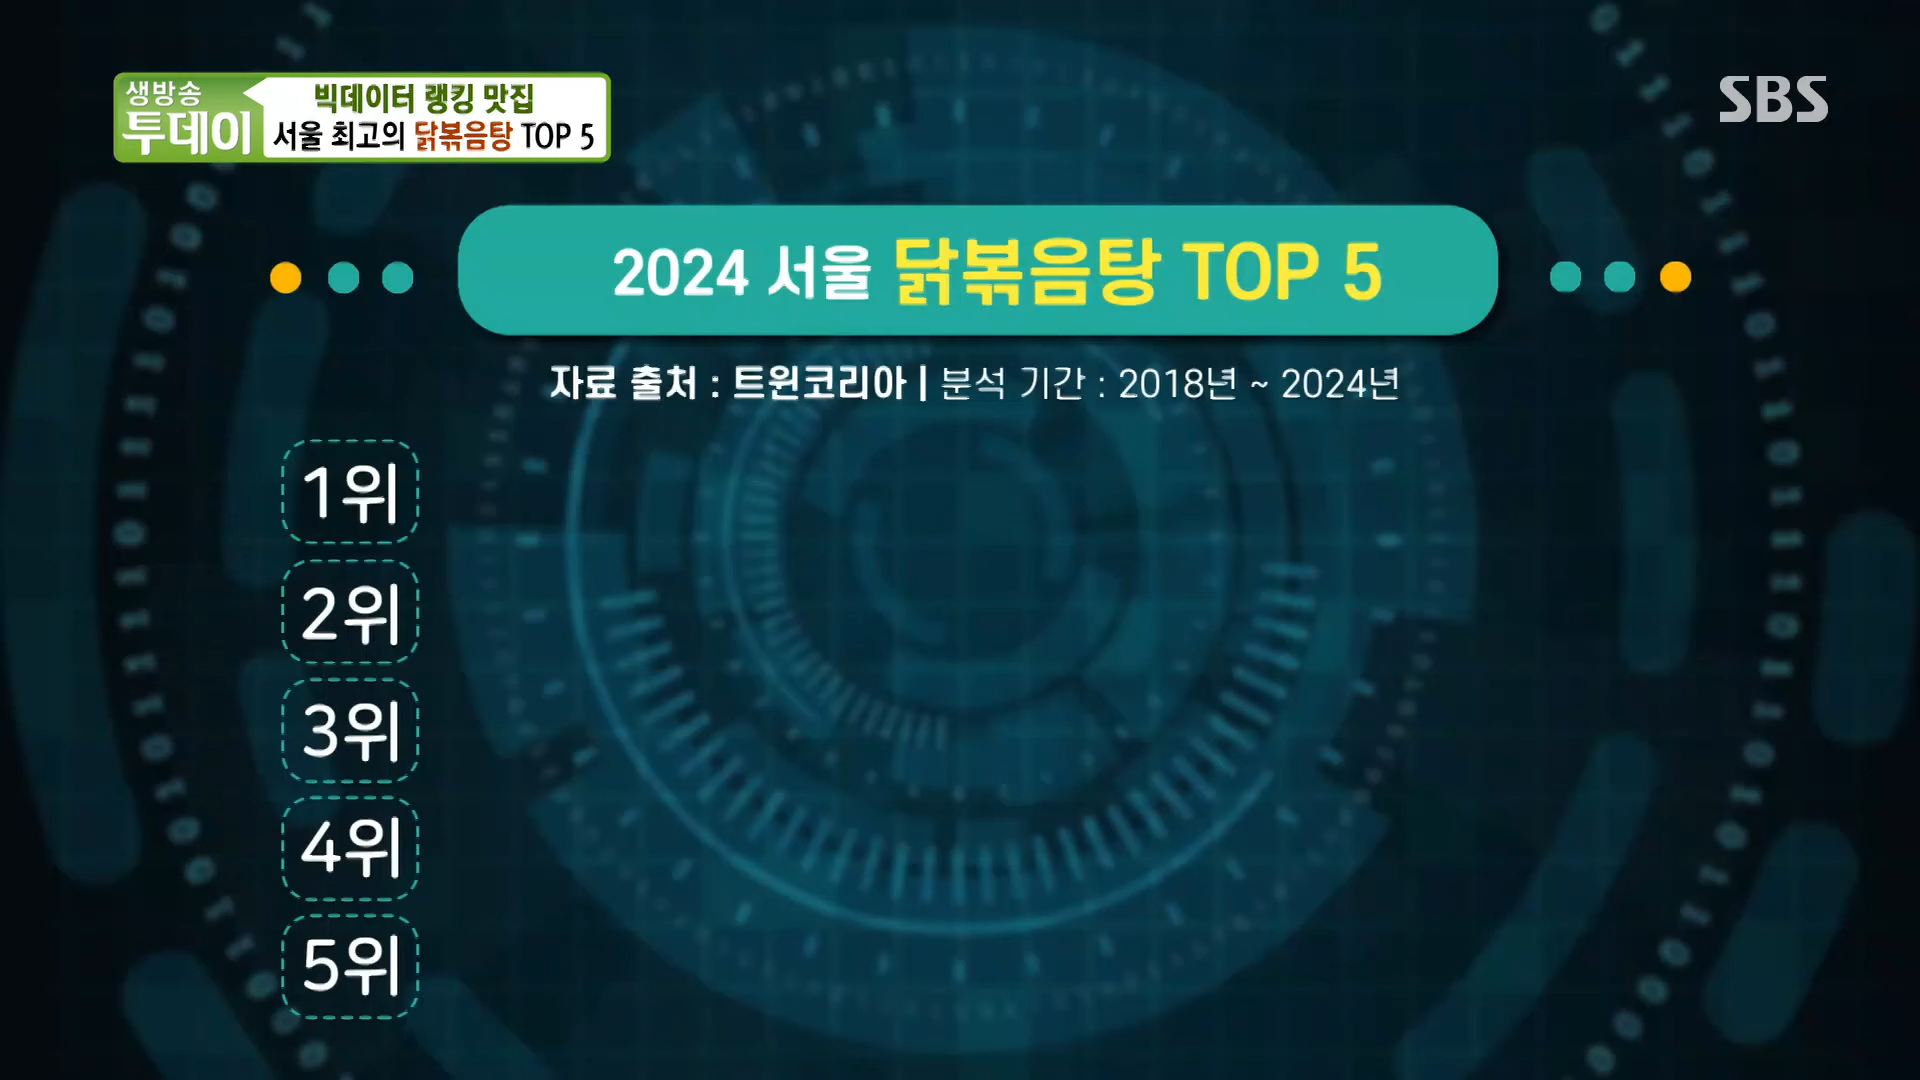 생방송 투데이
빅데이터 랭킹 맛집
서울 최고의 닭볶음탕 TOP 5
SBS
2024 서울 닭볶음탕 TOP 5
자료 출처 : 트윈코리아 | 분석 기간 : 2018년 ~ 2024년
1위
2위
3위
4위
5위